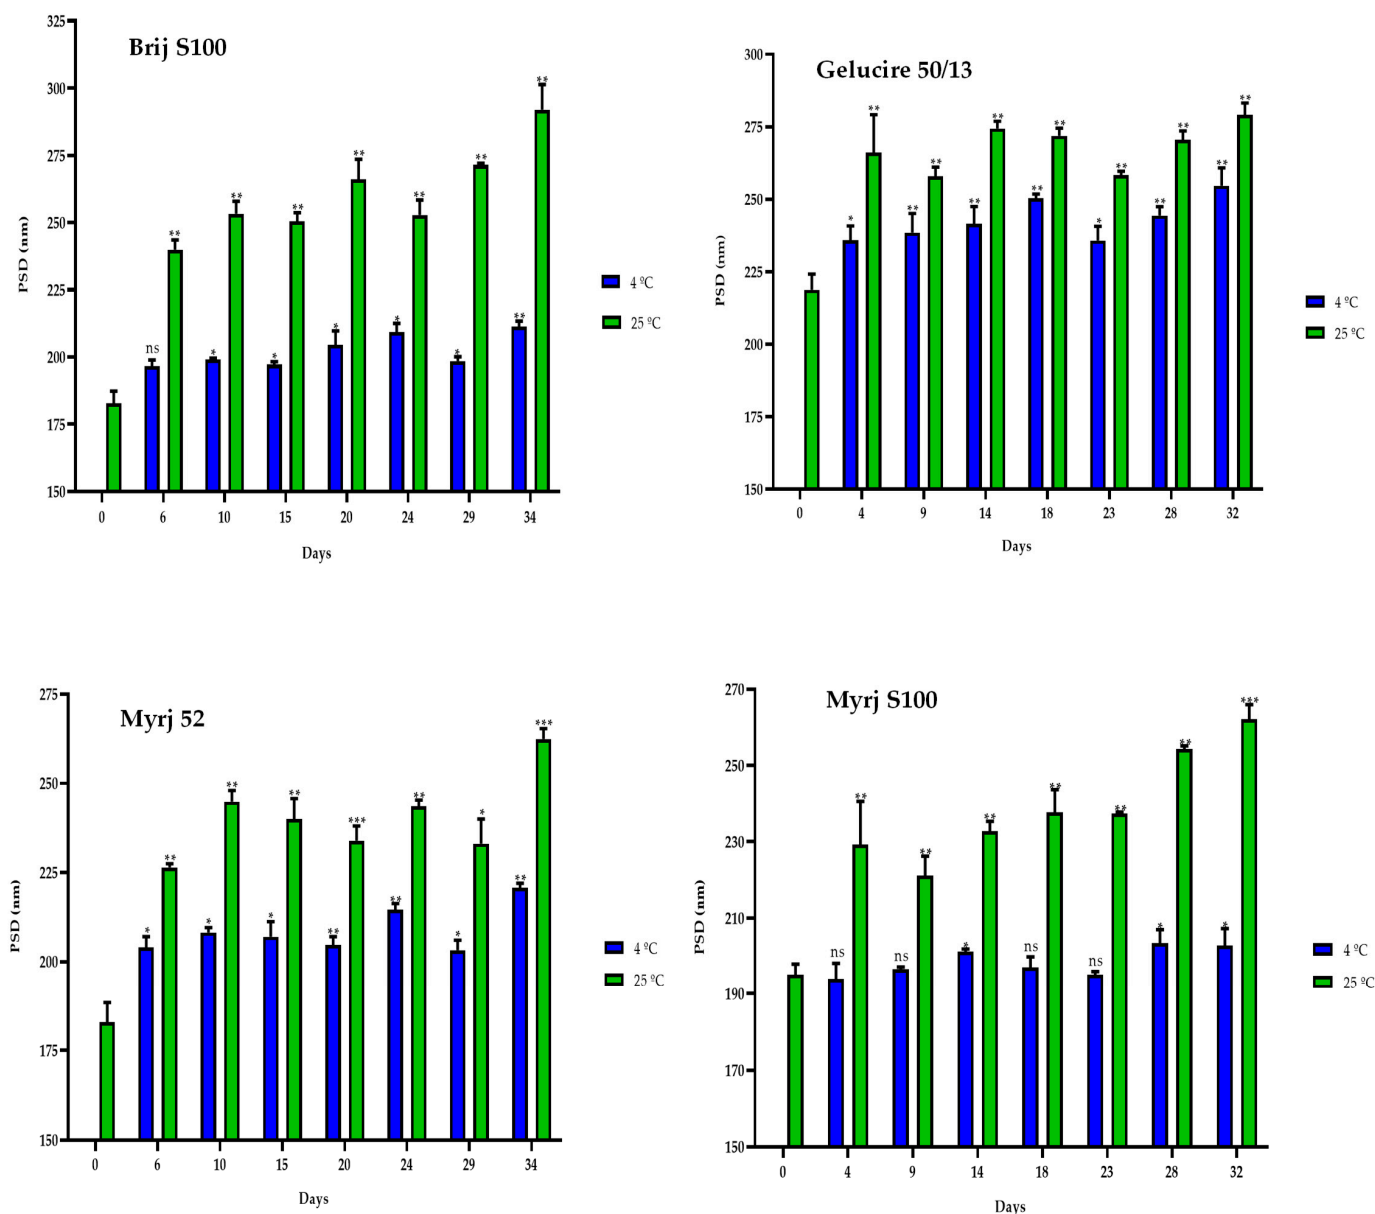 Brij S100
325
300
275
250
225
200
175
150
PSD (nm)
ns * * * * * **
** ** ** ** ** ** **
0 6 10 15 20 24 29 34
Days
4 ºC
25 ºC
Gelucire 50/13
300
275
250
225
200
175
150
PSD (nm)
* ** ** ** * ** **
** ** ** ** ** ** **
0 4 9 14 18 23 28 32
Days
4 ºC
25 ºC
Myrj 52
275
250
225
200
175
150
PSD (nm)
* * * ** ** * **
** ** ** *** ** * ***
0 6 10 15 20 24 29 34
Days
4 ºC
25 ºC
Myrj S100
270
250
230
210
190
170
150
PSD (nm)
ns ns * ns ns * *
** ** ** ** ** ** ***
0 4 9 14 18 23 28 32
Days
4 ºC
25 ºC